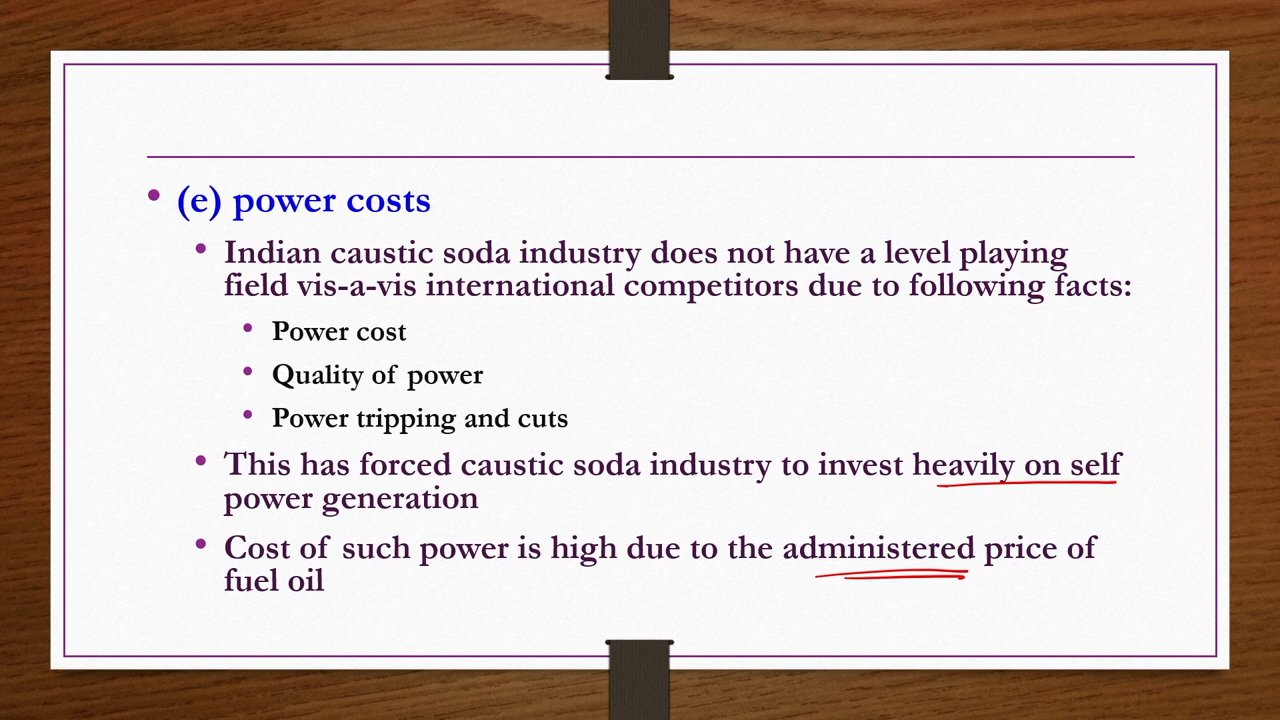 • (e) power costs
• Indian caustic soda industry does not have a level playing
field vis-a-vis international competitors due to following facts:
• Power cost
• Quality of power
• Power tripping and cuts
• This has forced caustic soda industry to invest heavily on self
power generation
• Cost of such power is high due to the administered price of
fuel oil